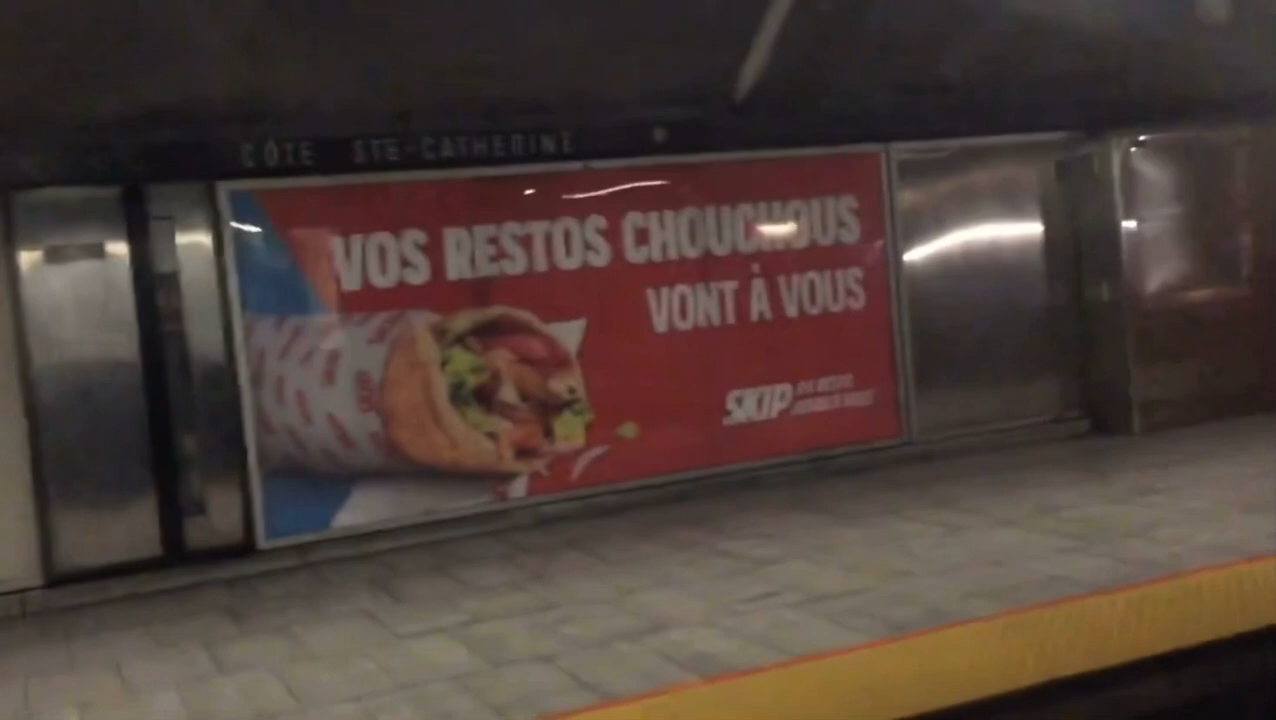 CÔTE STE-CATHERINE
VOS RESTOS CHOUCHOUS
VONT À VOUS
SKIP